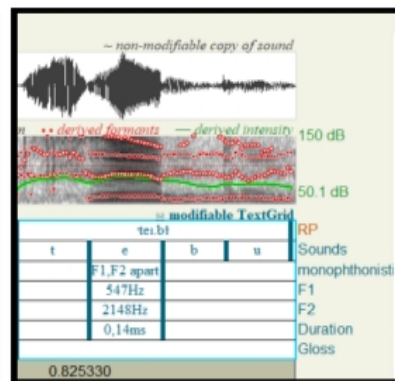 ~ non-modifiable copy of sound
n •• derived formants — derived intensity 150 dB
50.1 dB
modifiable TextGrid
ˈteɪ.bɫ RP
t e b u Sounds
F1,F2 apart monophthonisti
547Hz F1
2148Hz F2
0,14ms Duration
Gloss
0.825330